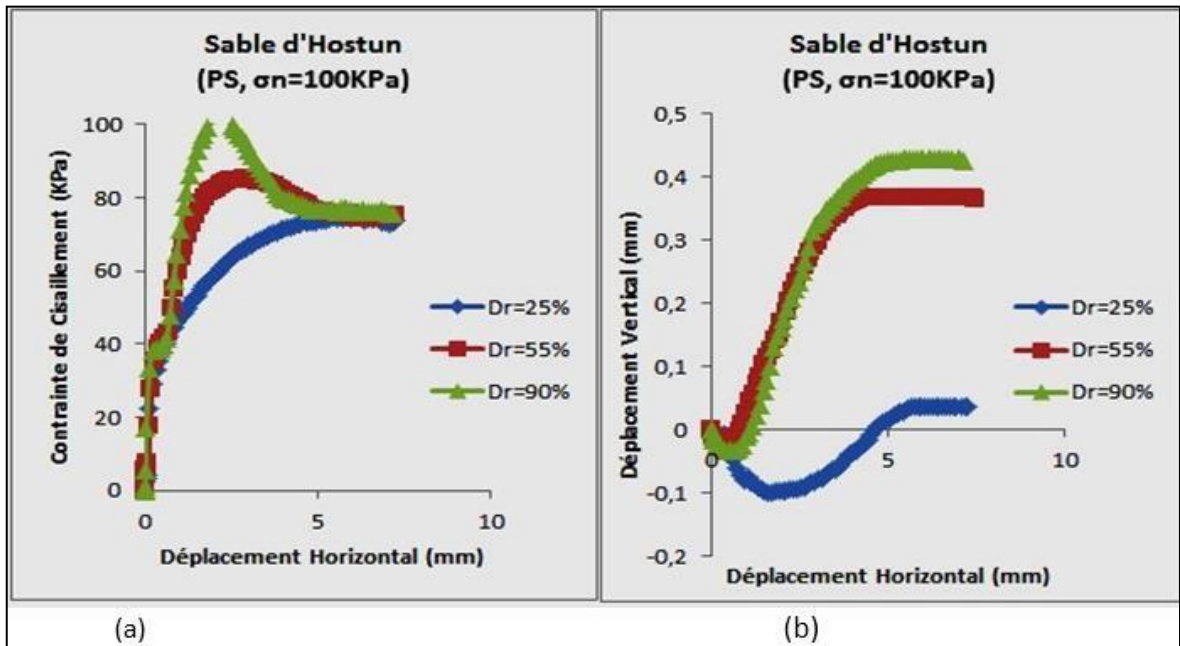 Sable d'Hostun
(PS, σn=100KPa)
Contrainte de Cisaillement (KPa)
100
80
60
40
20
0
0
5
10
Déplacement Horizontal (mm)
Dr=25%
Dr=55%
Dr=90%
(a)
Sable d'Hostun
(PS, σn=100KPa)
Déplacement Vertical (mm)
0,5
0,4
0,3
0,2
0,1
0
-0,1
-0,2
0
5
10
Déplacement Horizontal (mm)
Dr=25%
Dr=55%
Dr=90%
(b)